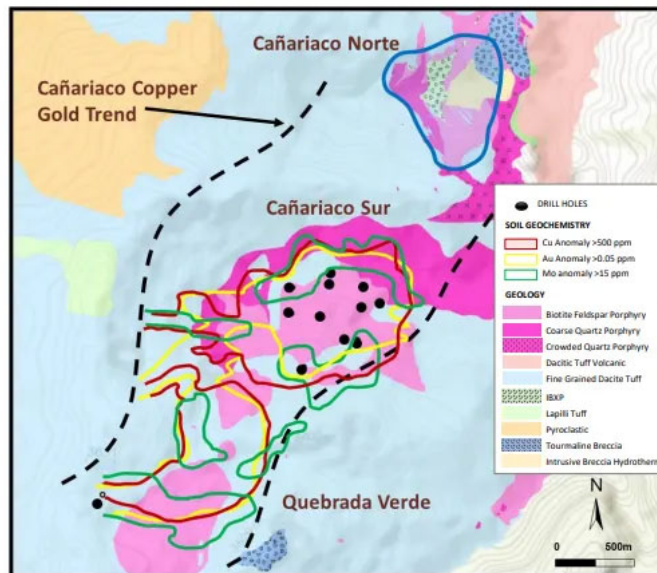 Cañariaco Norte
Cañariaco Copper
Gold Trend
Cañariaco Sur
DRILL HOLES
SOIL GEOCHEMISTRY
Cu Anomaly >500 ppm
Au Anomaly >0.05 ppm
Mo anomaly >15 ppm
GEOLOGY
Biotite Feldspar Porphyry
Coarse Quartz Porphyry
Crowded Quartz Porphyry
Dacitic Tuff Volcanic
Fine Grained Dacite Tuff
IBXP
Lapilli Tuff
Pyroclastic
Tourmaline Breccia
Intrusive Breccia Hydrotherm
Quebrada Verde
N
0 500m